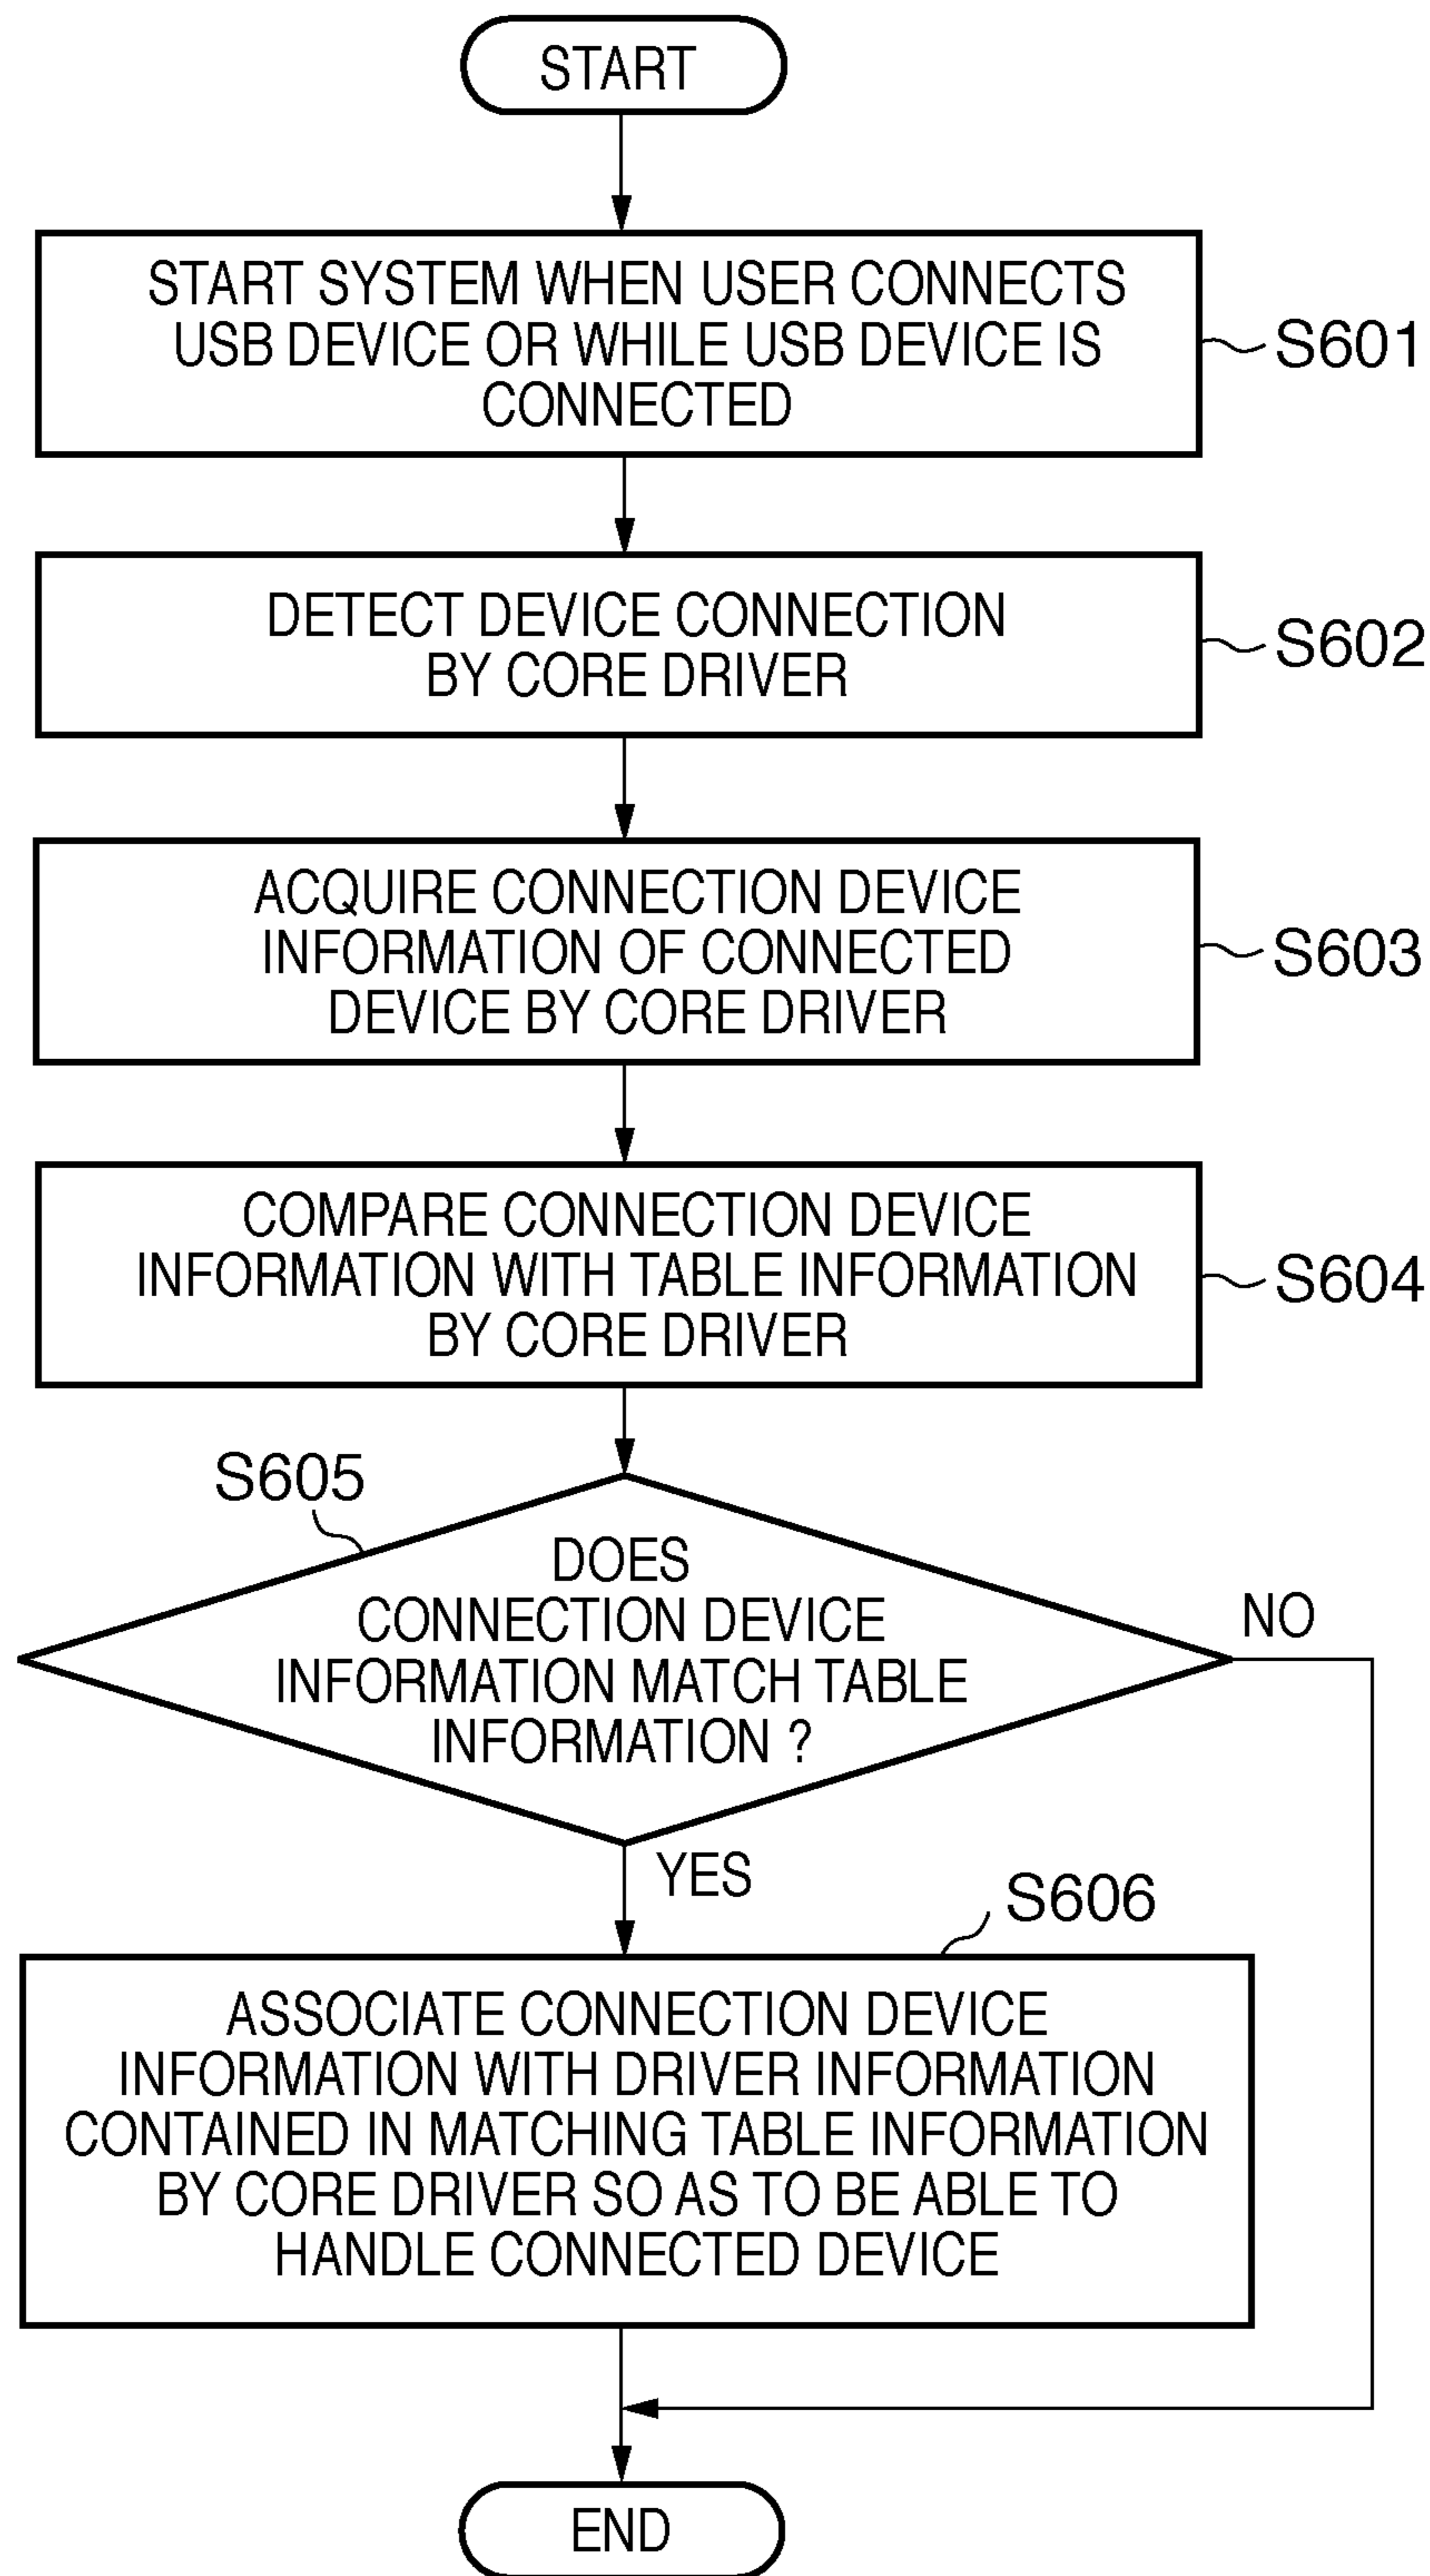 START
START SYSTEM WHEN USER CONNECTS
USB DEVICE OR WHILE USB DEVICE IS
CONNECTED
S601
DETECT DEVICE CONNECTION
BY CORE DRIVER
S602
ACQUIRE CONNECTION DEVICE
INFORMATION OF CONNECTED
DEVICE BY CORE DRIVER
S603
COMPARE CONNECTION DEVICE
INFORMATION WITH TABLE INFORMATION
BY CORE DRIVER
S604
S605
DOES
CONNECTION DEVICE
INFORMATION MATCH TABLE
INFORMATION ?
NO
YES
S606
ASSOCIATE CONNECTION DEVICE
INFORMATION WITH DRIVER INFORMATION
CONTAINED IN MATCHING TABLE INFORMATION
BY CORE DRIVER SO AS TO BE ABLE TO
HANDLE CONNECTED DEVICE
END